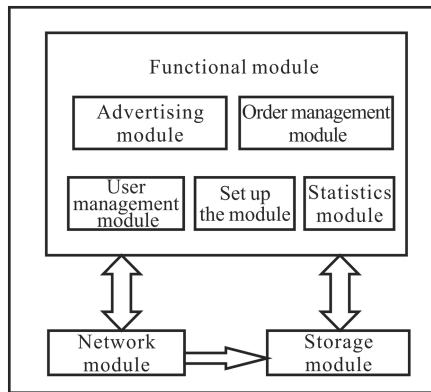 Functional module
Advertising
module
Order management
module
User
management
module
Set up
the module
Statistics
module
Network
module
Storage
module